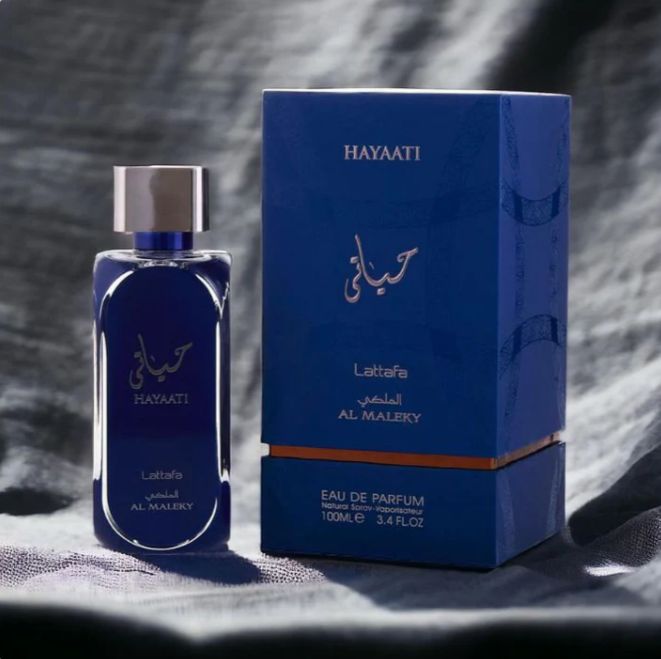 HAYAATI
حياتي
Lattafa
الملكي
AL MALEKY
EAU DE PARFUM
Natural Spray-Vaporisateur
100ML℮ 3.4 FL.OZ
حياتي
HAYAATI
Lattafa
الملكي
AL MALEKY